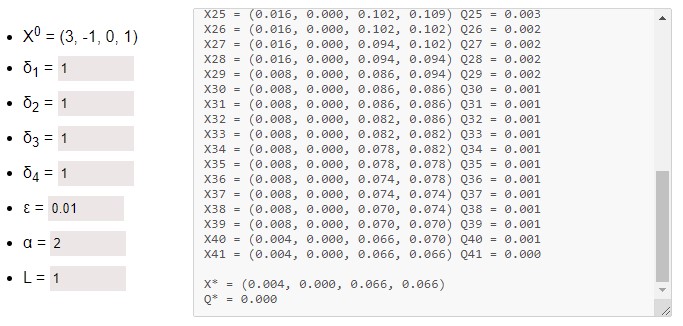 • X⁰ = (3, -1, 0, 1)
• δ₁ = 1
• δ₂ = 1
• δ₃ = 1
• δ₄ = 1
• ε = 0.01
• α = 2
• L = 1
X25 = (0.016, 0.000, 0.102, 0.109) Q25 = 0.003
X26 = (0.016, 0.000, 0.102, 0.102) Q26 = 0.002
X27 = (0.016, 0.000, 0.094, 0.102) Q27 = 0.002
X28 = (0.016, 0.000, 0.094, 0.094) Q28 = 0.002
X29 = (0.008, 0.000, 0.086, 0.094) Q29 = 0.002
X30 = (0.008, 0.000, 0.086, 0.086) Q30 = 0.001
X31 = (0.008, 0.000, 0.086, 0.086) Q31 = 0.001
X32 = (0.008, 0.000, 0.082, 0.086) Q32 = 0.001
X33 = (0.008, 0.000, 0.082, 0.082) Q33 = 0.001
X34 = (0.008, 0.000, 0.078, 0.082) Q34 = 0.001
X35 = (0.008, 0.000, 0.078, 0.078) Q35 = 0.001
X36 = (0.008, 0.000, 0.074, 0.078) Q36 = 0.001
X37 = (0.008, 0.000, 0.074, 0.074) Q37 = 0.001
X38 = (0.008, 0.000, 0.070, 0.074) Q38 = 0.001
X39 = (0.008, 0.000, 0.070, 0.070) Q39 = 0.001
X40 = (0.004, 0.000, 0.066, 0.070) Q40 = 0.001
X41 = (0.004, 0.000, 0.066, 0.066) Q41 = 0.000
X* = (0.004, 0.000, 0.066, 0.066)
Q* = 0.000